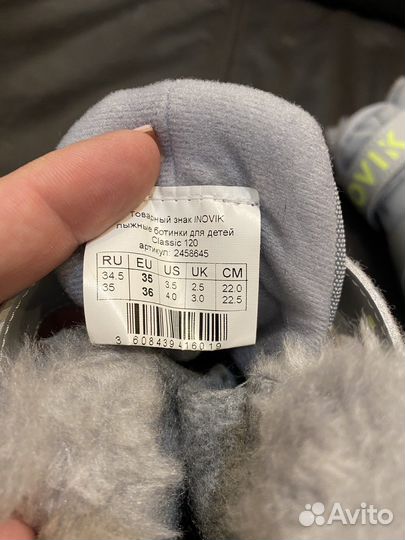 Товарный знак INOVIK
Лыжные ботинки для детей
Classic 120
артикул: 2458645
RU EU US UK CM
34.5 35 3.5 2.5 22.0
35 36 4.0 3.0 22.5
3 608439 416019
INOVIK
Avito